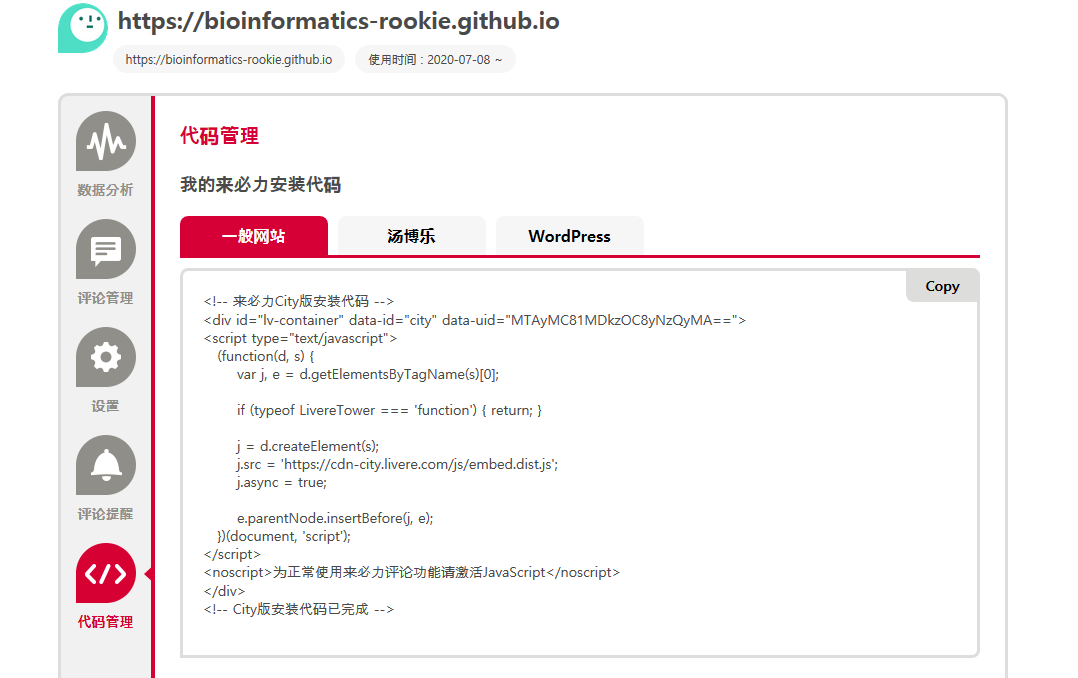 https://bioinformatics-rookie.github.io
https://bioinformatics-rookie.github.io
使用时间 : 2020-07-08 ~
数据分析
评论管理
设置
评论提醒
代码管理
代码管理
我的来必力安装代码
一般网站
汤博乐
WordPress
Copy
<!-- 来必力City版安装代码 -->
<div id="lv-container" data-id="city" data-uid="MTAyMC81MDkzOC8yNzQyMA==">
<script type="text/javascript">
(function(d, s) {
var j, e = d.getElementsByTagName(s)[0];
if (typeof LivereTower === 'function') { return; }
j = d.createElement(s);
j.src = 'https://cdn-city.livere.com/js/embed.dist.js';
j.async = true;
e.parentNode.insertBefore(j, e);
})(document, 'script');
</script>
<noscript>为正常使用来必力评论功能请激活JavaScript</noscript>
</div>
<!-- City版安装代码已完成 -->